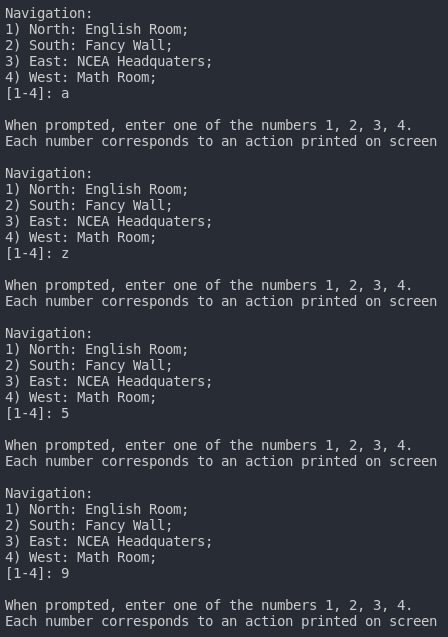 Navigation:
1) North: English Room;
2) South: Fancy Wall;
3) East: NCEA Headquaters;
4) West: Math Room;
[1-4]: a
When prompted, enter one of the numbers 1, 2, 3, 4.
Each number corresponds to an action printed on screen
Navigation:
1) North: English Room;
2) South: Fancy Wall;
3) East: NCEA Headquaters;
4) West: Math Room;
[1-4]: z
When prompted, enter one of the numbers 1, 2, 3, 4.
Each number corresponds to an action printed on screen
Navigation:
1) North: English Room;
2) South: Fancy Wall;
3) East: NCEA Headquaters;
4) West: Math Room;
[1-4]: 5
When prompted, enter one of the numbers 1, 2, 3, 4.
Each number corresponds to an action printed on screen
Navigation:
1) North: English Room;
2) South: Fancy Wall;
3) East: NCEA Headquaters;
4) West: Math Room;
[1-4]: 9
When prompted, enter one of the numbers 1, 2, 3, 4.
Each number corresponds to an action printed on screen